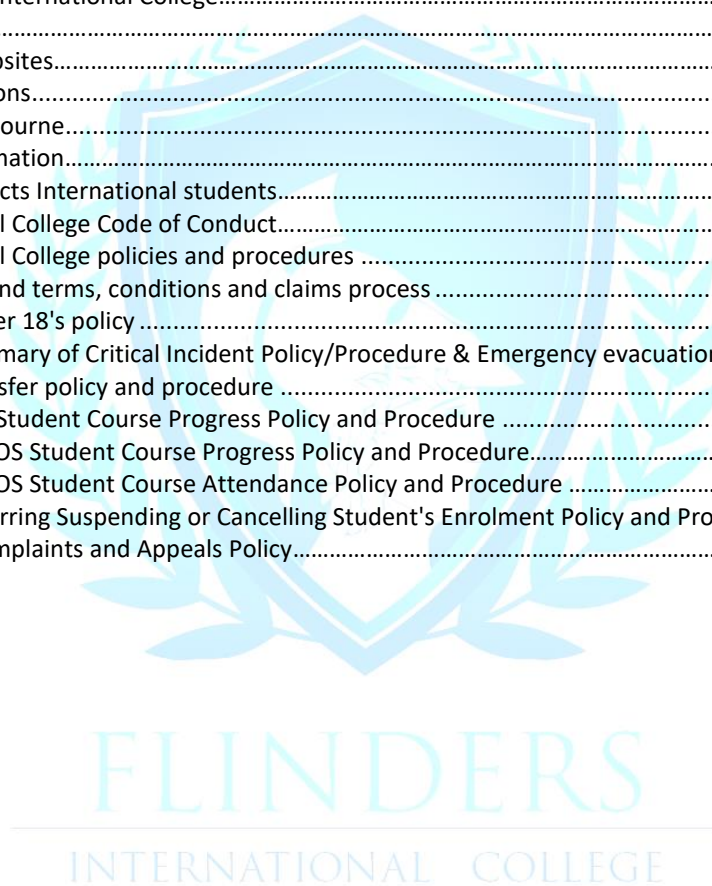 nternational College..........................................................................................
..........................................................................................................................
osites..................................................................................................................
ons......................................................................................................................
ourne................................................................................................................
nation................................................................................................................
cts International students................................................................................
l College Code of Conduct................................................................................
l College policies and procedures ..................................................................
nd terms, conditions and claims process ......................................................
er 18's policy ....................................................................................................
mary of Critical Incident Policy/Procedure & Emergency evacuation
sfer policy and procedure ................................................................................
Student Course Progress Policy and Procedure ............................................
OS Student Course Progress Policy and Procedure........................................
OS Student Course Attendance Policy and Procedure ..................................
rring Suspending or Cancelling Student's Enrolment Policy and Pro
mplaints and Appeals Policy............................................................................
FLINDERS
INTERNATIONAL COLLEGE